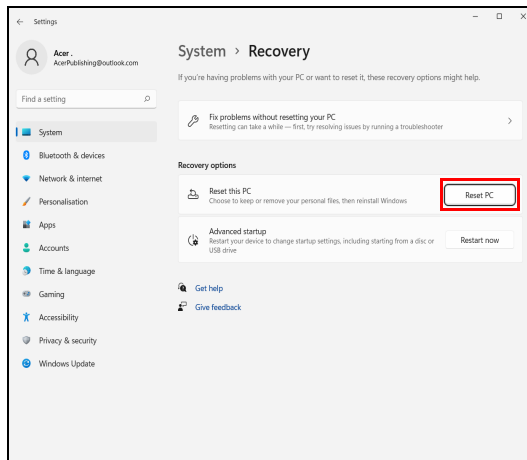 Settings
Acer .
AcerPublishing@outlook.com
Find a setting
System
Bluetooth & devices
Network & internet
Personalisation
Apps
Accounts
Time & language
Gaming
Accessibility
Privacy & security
Windows Update
System > Recovery
If you're having problems with your PC or want to reset it, these recovery options might help.
Fix problems without resetting your PC
Resetting can take a while — first, try resolving issues by running a troubleshooter
Recovery options
Reset this PC
Choose to keep or remove your personal files, then reinstall Windows
Reset PC
Advanced startup
Restart your device to change startup settings, including starting from a disc or
USB drive
Restart now
Get help
Give feedback